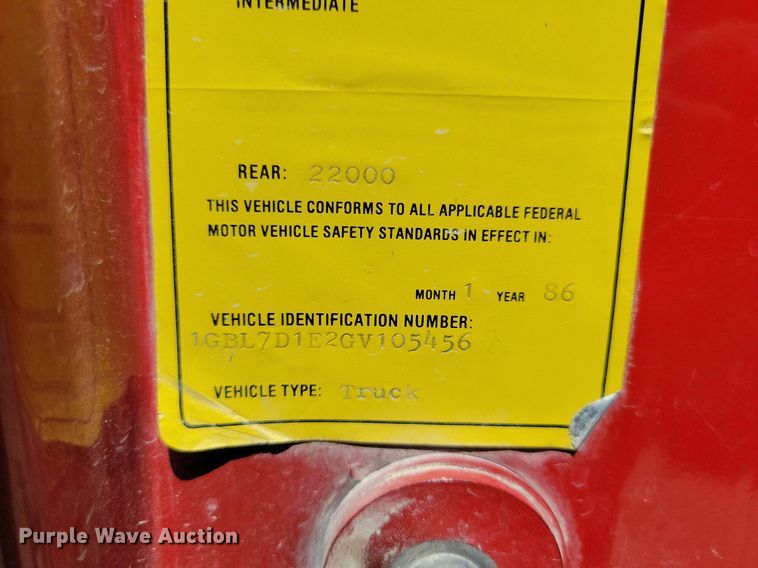 INTERMEDIATE
REAR: 22000
THIS VEHICLE CONFORMS TO ALL APPLICABLE FEDERAL
MOTOR VEHICLE SAFETY STANDARDS IN EFFECT IN:
MONTH 1 YEAR 86
VEHICLE IDENTIFICATION NUMBER:
1GBL7D1E2GV105456
VEHICLE TYPE: Truck
Purple Wave Auction